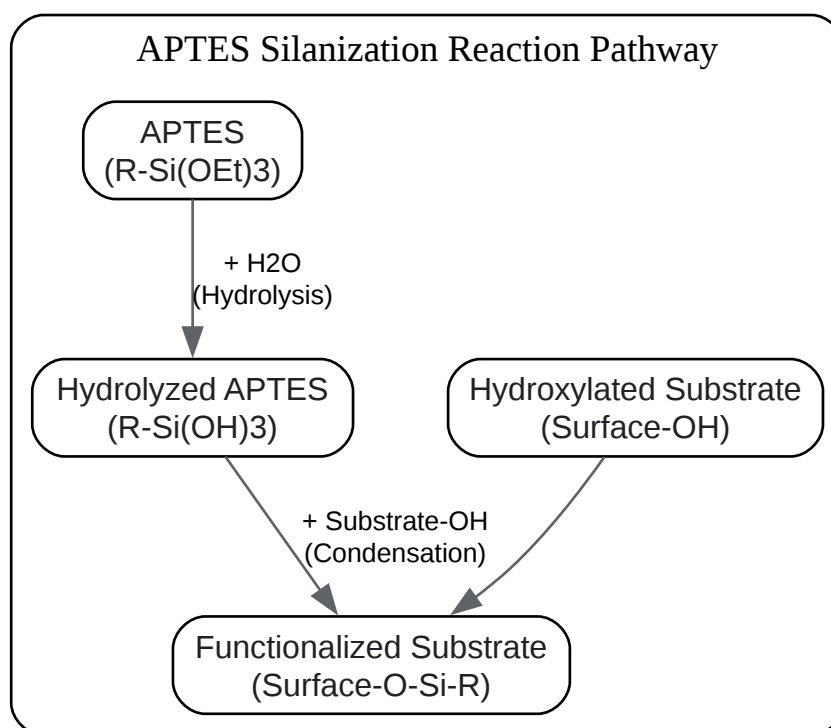 APTES Silanization Reaction Pathway
APTES
(R-Si(OEt)3)
+ H2O
(Hydrolysis)
Hydrolyzed APTES
(R-Si(OH)3)
Hydroxylated Substrate
(Surface-OH)
+ Substrate-OH
(Condensation)
Functionalized Substrate
(Surface-O-Si-R)